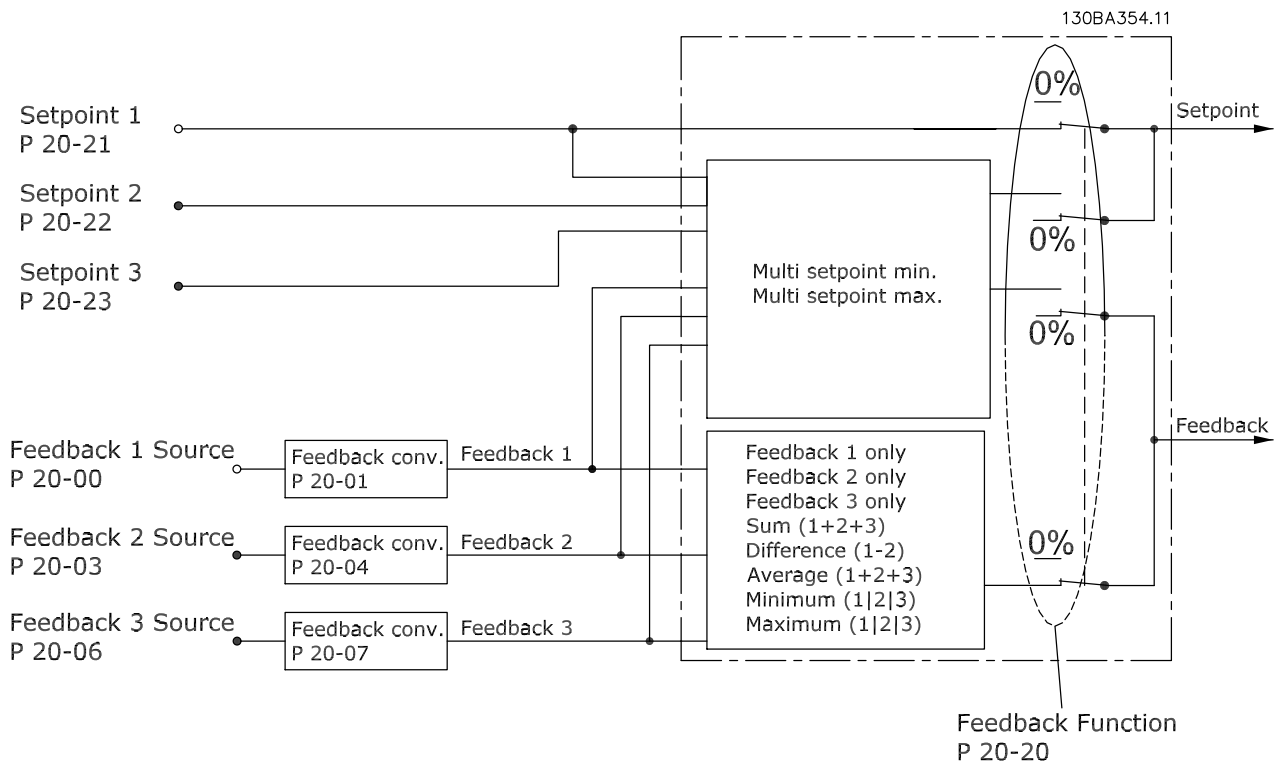 130BA354.11
0%
Setpoint 1
P 20-21
Setpoint
Setpoint 2
P 20-22
0%
Setpoint 3
P 20-23
Multi setpoint min.
Multi setpoint max.
0%
Feedback 1 Source
P 20-00
Feedback conv.
P 20-01
Feedback 1
Feedback
Feedback 2 Source
P 20-03
Feedback conv.
P 20-04
Feedback 2
Feedback 3 Source
P 20-06
Feedback conv.
P 20-07
Feedback 3
Feedback 1 only
Feedback 2 only
Feedback 3 only
Sum (1+2+3)
Difference (1-2)
Average (1+2+3)
Minimum (1|2|3)
Maximum (1|2|3)
0%
Feedback Function
P 20-20